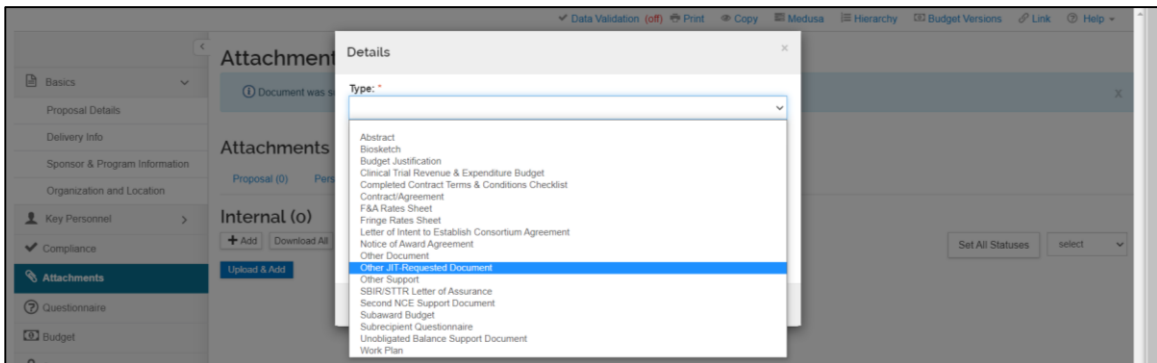 Data Validation (off) Print Copy Medusa Hierarchy Budget Versions Link Help
Basics
Proposal Details
Delivery Info
Sponsor & Program Information
Organization and Location
Key Personnel
Compliance
Attachments
Questionnaire
Budget
Attachment
Document was s
X
Attachments
Proposal (0) Pers
Internal (0)
+ Add Download All
Upload & Add
Set All Statuses select
Details
×
Type: *
Abstract
Biosketch
Budget Justification
Clinical Trial Revenue & Expenditure Budget
Completed Contract Terms & Conditions Checklist
Contract/Agreement
F&A Rates Sheet
Fringe Rates Sheet
Letter of Intent to Establish Consortium Agreement
Notice of Award Agreement
Other Document
Other JIT-Requested Document
Other Support
SBIR/STTR Letter of Assurance
Second NCE Support Document
Subaward Budget
Subrecipient Questionnaire
Unobligated Balance Support Document
Work Plan